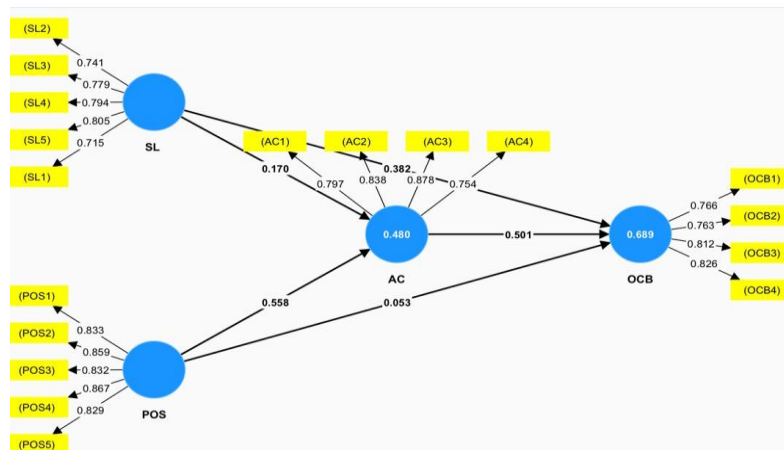 (SL2)
0.741
(SL3)
0.779
(SL4)
0.794
(SL5)
0.805
(SL1)
0.715
SL
(AC1)
(AC2)
(AC3)
(AC4)
0.170
0.382
0.797
0.838
0.878
0.754
0.480
AC
0.501
0.689
OCB
(OCB1)
0.766
(OCB2)
0.763
(OCB3)
0.812
(OCB4)
0.826
0.558
0.053
(POS1)
0.833
(POS2)
0.859
(POS3)
0.832
(POS4)
0.867
(POS5)
0.829
POS